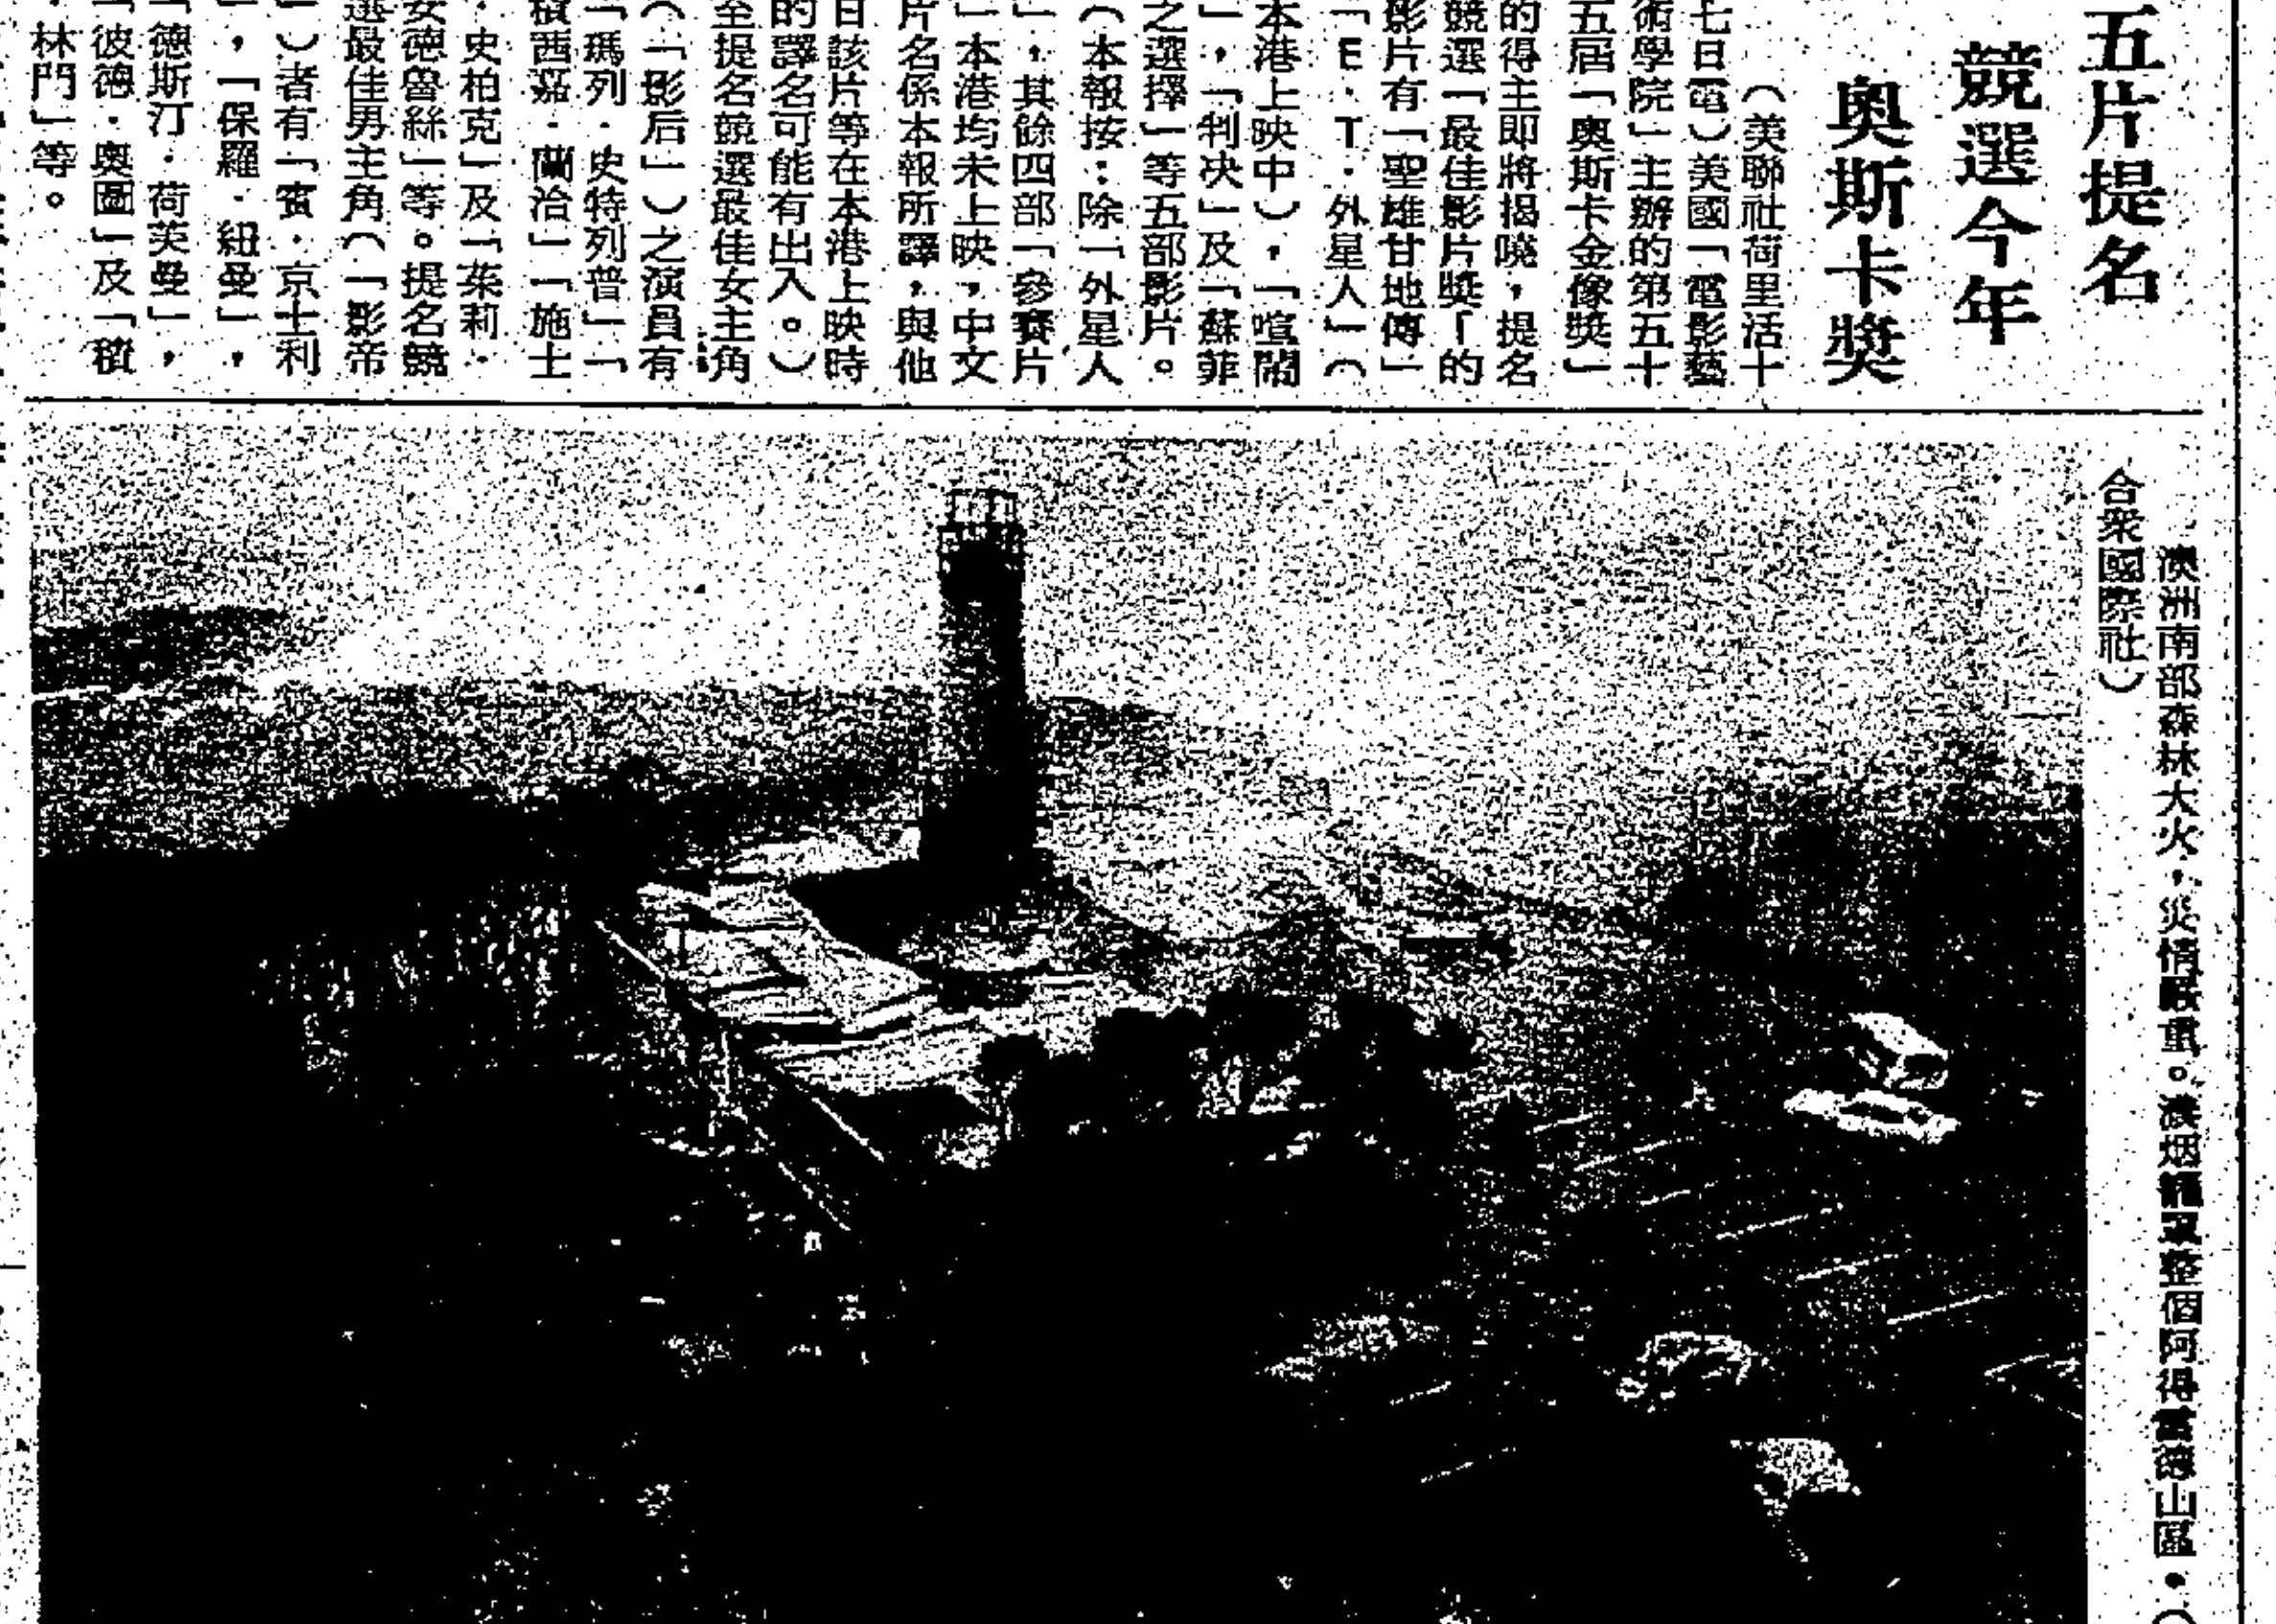 五片提名
競選今年
奧斯卡獎
（美聯社荷里活十
七日電）美國「電影藝
術學院」主辦的第五十
五届「奧斯卡金像獎」
的得主即將揭曉，提名
競選「最佳影片獎「的
影片有「聖雄甘地傳」
「E．T．外星人」（
本港上映中），「喧鬧
」，「判决」及「蘇菲
之選擇」等五部影片。
（本報按：除「外星人
」，其餘四部「參賽片
」本港均未上映，中文
片名係本報所譯，與他
日該片等在本港上映時
的譯名可能有出入。）
至提名競選最佳女主角
（「影后」）之演員有
「瑪列．史特列普」「
積西嘉．蘭治」「施士
．史柏克」及「茱莉．
安德魯絲」等。提名競
選最佳男主角（「影帝
」）者有「賓．京士利
」，「保羅．紐曼」，
「德斯汀．荷芙曼」，
「彼德．奧圖」及「積
．林門」等。
澳洲南部森林大火，災情嚴重。濃烟籠罩整個阿得雷德山區．（
合衆國際社）